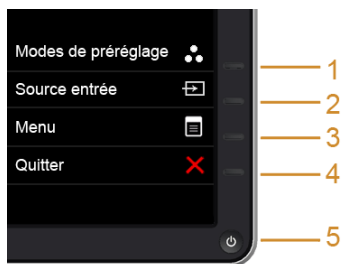 Modes de préréglage 1
Source entrée 2
Menu 3
Quitter 4
5